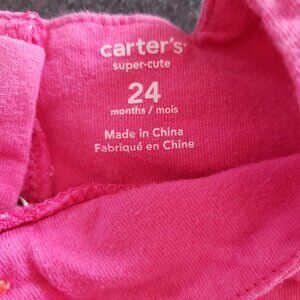 carter's®
super-cute
24
months / mois
Made in China
Fabriqué en Chine